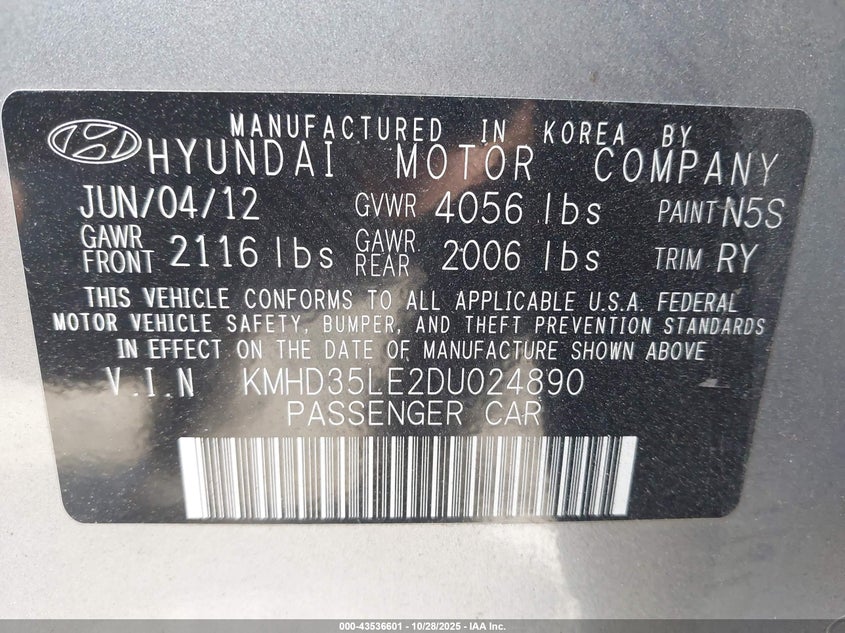 MANUFACTURED IN KOREA BY
HYUNDAI MOTOR COMPANY
JUN/04/12 GVWR 4056 lbs PAINT N5S
GAWR FRONT 2116 lbs GAWR REAR 2006 lbs TRIM RY
THIS VEHICLE CONFORMS TO ALL APPLICABLE U.S.A. FEDERAL
MOTOR VEHICLE SAFETY, BUMPER, AND THEFT PREVENTION STANDARDS
IN EFFECT ON THE DATE OF MANUFACTURE SHOWN ABOVE
V.I.N KMHD35LE2DU024890
PASSENGER CAR
000-43536601 | 10/28/2025 - IAA Inc.